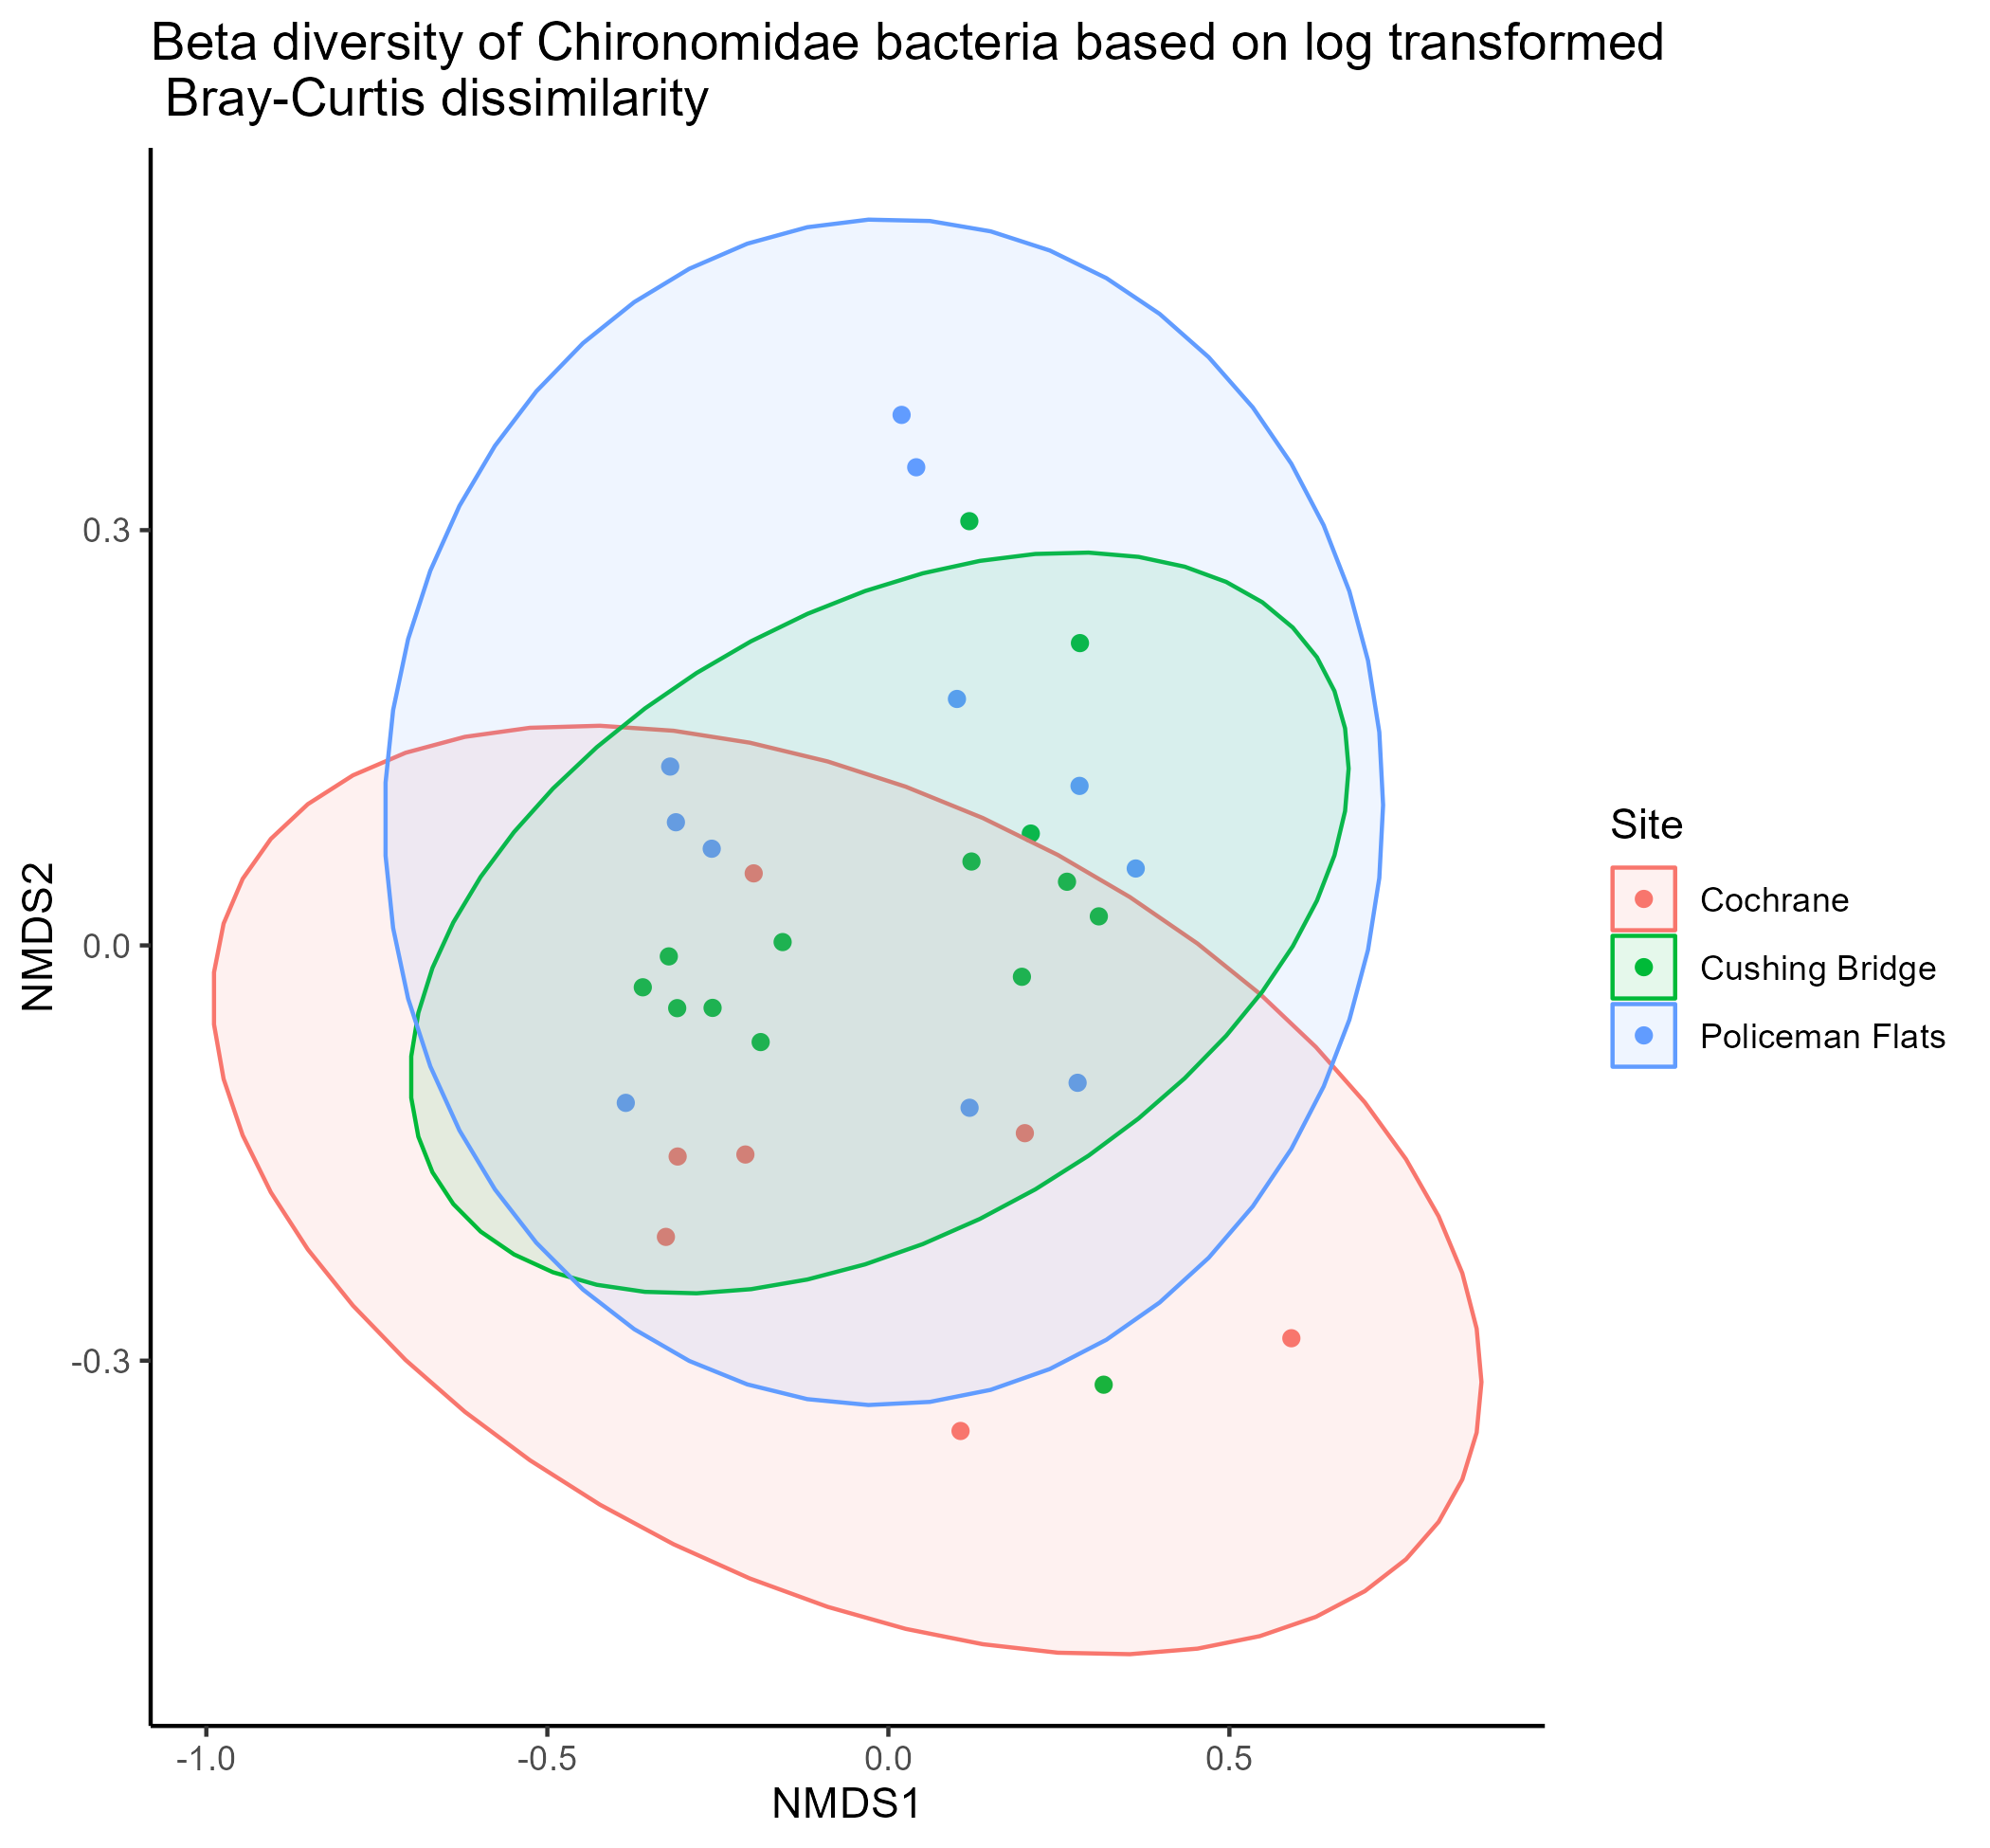 Beta diversity of Chironomidae bacteria based on log transformed
Bray-Curtis dissimilarity
NMDS2
0.3
0.0
-0.3
-1.0
-0.5
0.0
0.5
NMDS1
Site
Cochrane
Cushing Bridge
Policeman Flats